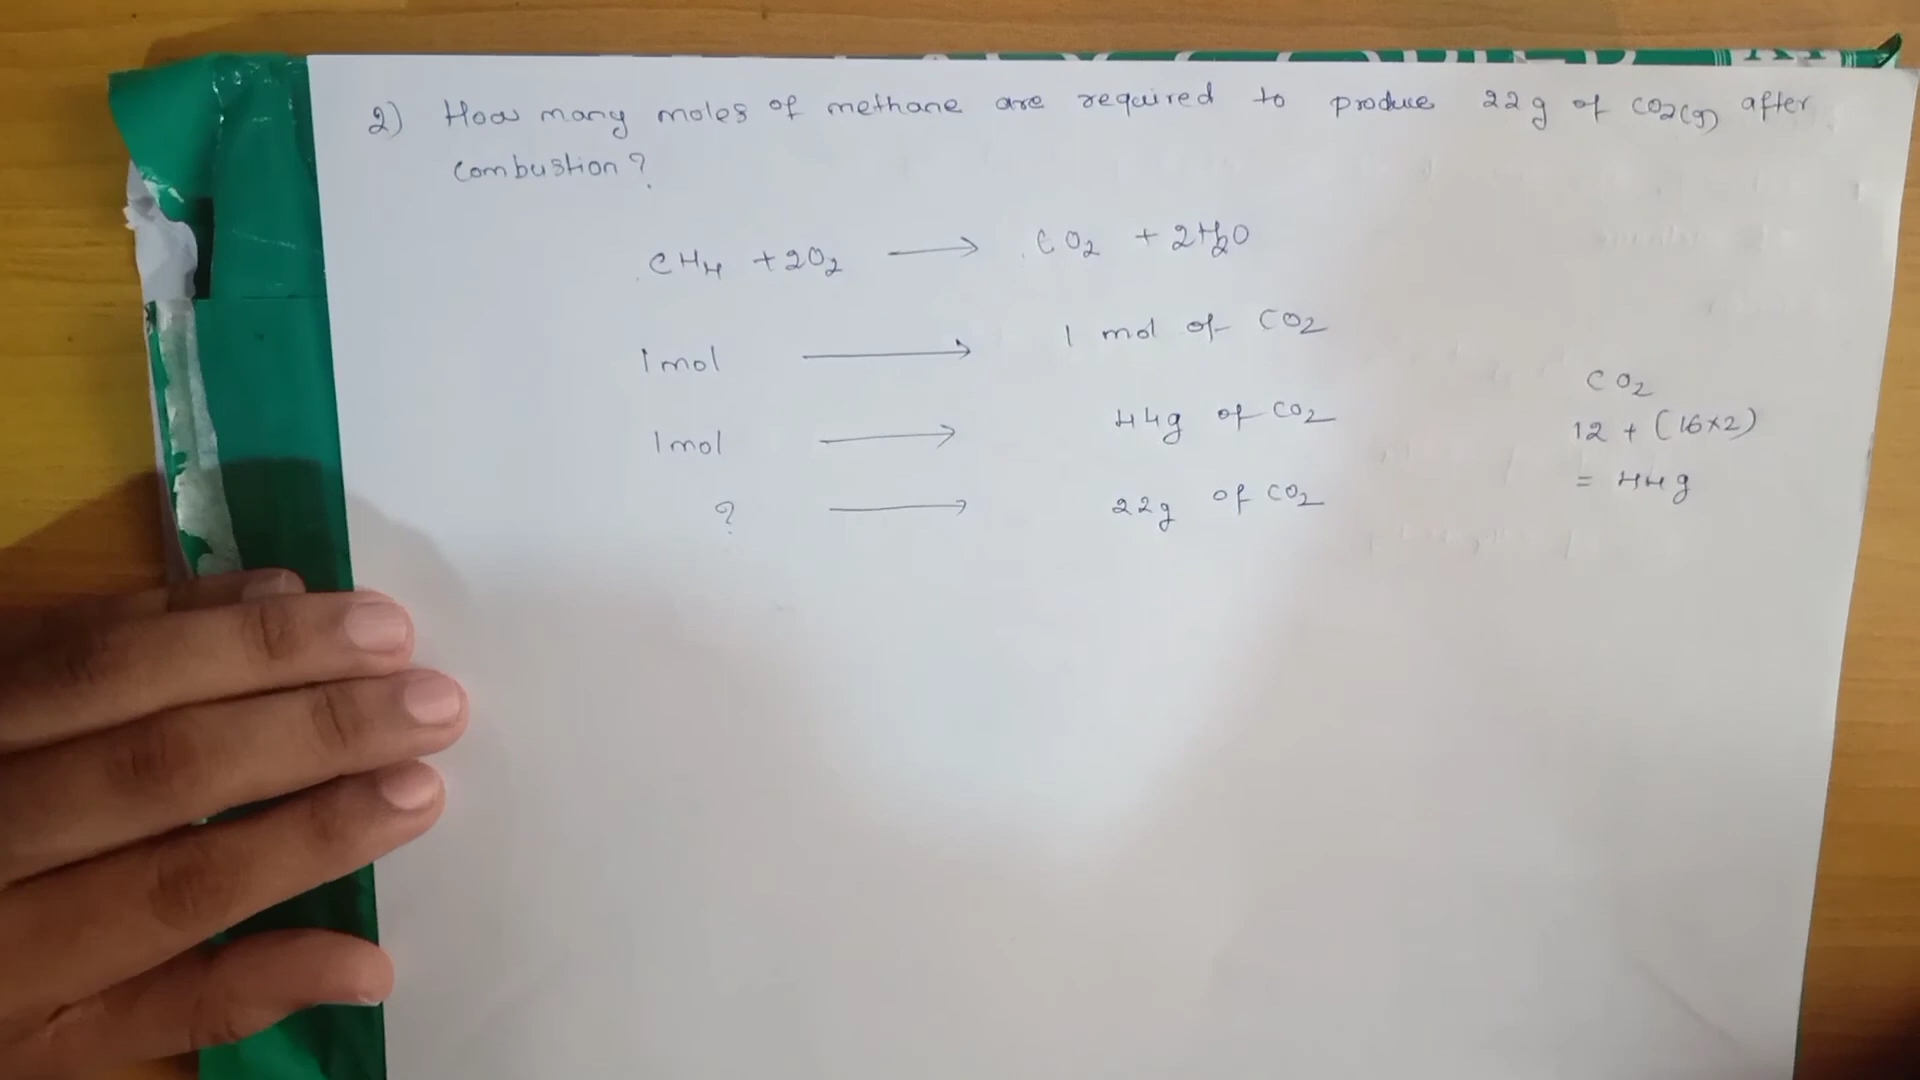 2) How many moles of methane are required to produce 22g of CO2(g) after
combustion?
CH4 + 2O2 → CO2 + 2H2O
1mol → 1 mol of CO2
1mol → 44g of CO2
? → 22g of CO2
CO2
12 + (16×2)
= 44g